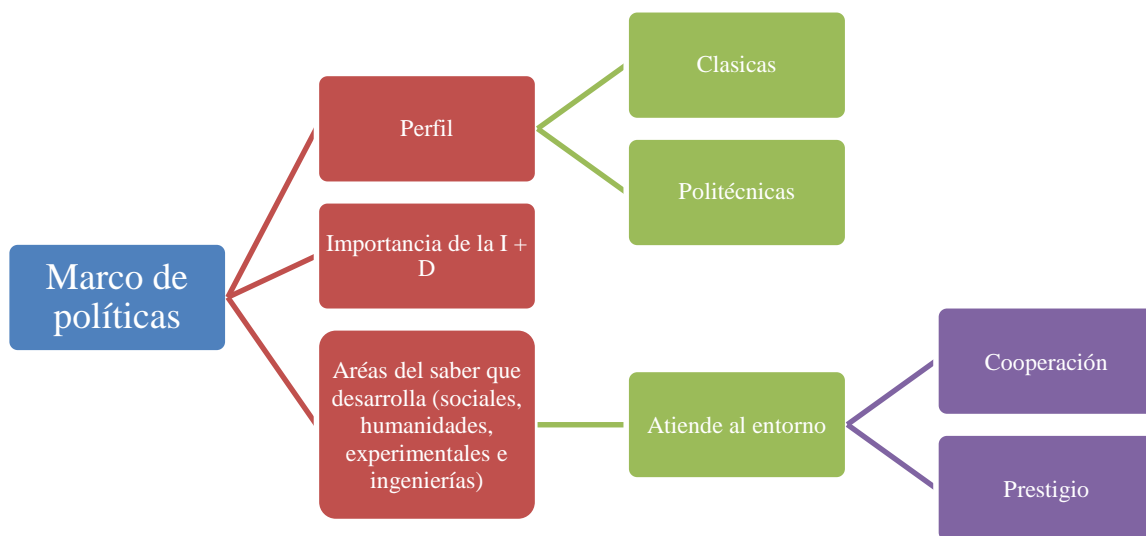 Marco de
políticas
Perfil
Clasicas
Politécnicas
Importancia de la I +
D
Aréas del saber que
desarrolla (sociales,
humanidades,
experimentales e
ingenierías)
Atiende al entorno
Cooperación
Prestigio